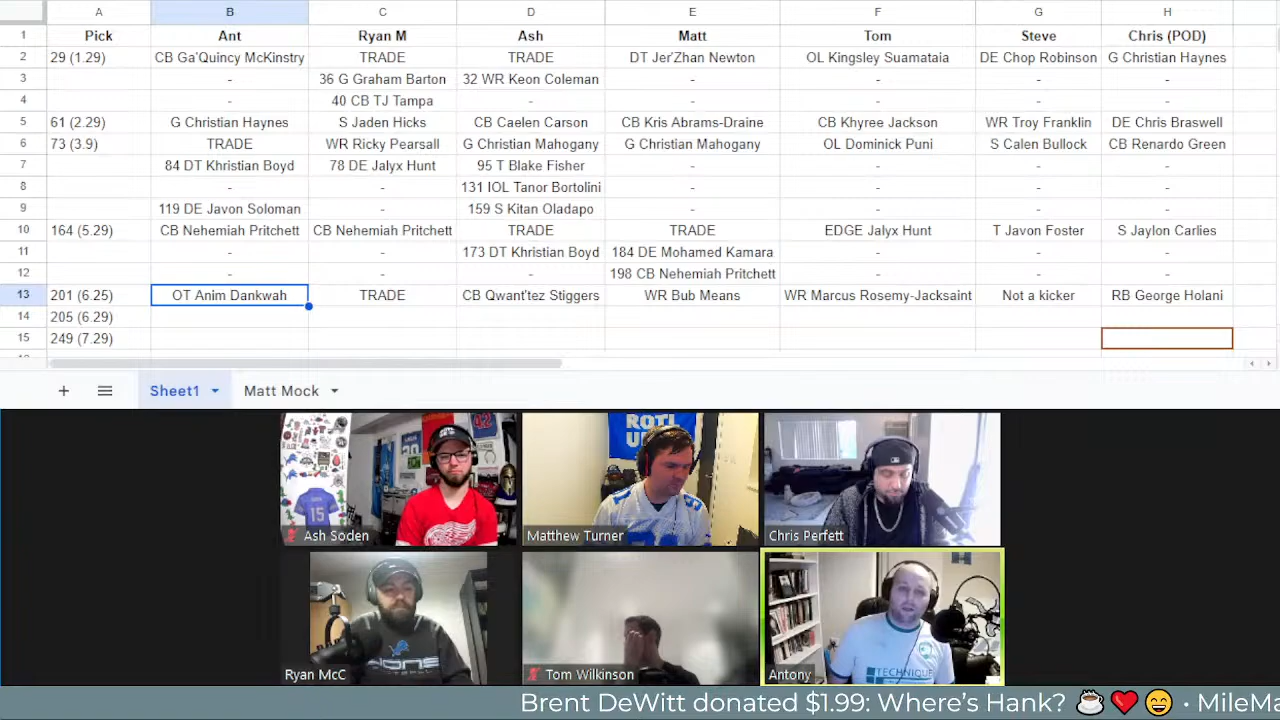 A B C D E F G H
1 Pick Ant Ryan M Ash Matt Tom Steve Chris (POD)
2 29 (1.29) CB Ga'Quincy McKinstry TRADE TRADE DT Jer'Zhan Newton OL Kingsley Suamataia DE Chop Robinson G Christian Haynes
3 - 36 G Graham Barton 32 WR Keon Coleman - - - -
4 - 40 CB TJ Tampa - - - - -
5 61 (2.29) G Christian Haynes S Jaden Hicks CB Caelen Carson CB Kris Abrams-Draine CB Khyree Jackson WR Troy Franklin DE Chris Braswell
6 73 (3.9) TRADE WR Ricky Pearsall G Christian Mahogany G Christian Mahogany OL Dominick Puni S Calen Bullock CB Renardo Green
7 84 DT Khristian Boyd 78 DE Jalyx Hunt 95 T Blake Fisher - - - -
8 - - 131 IOL Tanor Bortolini - - - -
9 119 DE Javon Soloman - 159 S Kitan Oladapo - - - -
10 164 (5.29) CB Nehemiah Pritchett CB Nehemiah Pritchett TRADE TRADE EDGE Jalyx Hunt T Javon Foster S Jaylon Carlies
11 - - 173 DT Khristian Boyd 184 DE Mohamed Kamara - - -
12 - - - 198 CB Nehemiah Pritchett - - -
13 201 (6.25) OT Anim Dankwah TRADE CB Qwant'tez Stiggers WR Bub Means WR Marcus Rosemy-Jacksaint Not a kicker RB George Holani
14 205 (6.29)
15 249 (7.29)
+ Sheet1 Matt Mock
15
Ash Soden Matthew Turner Chris Perfett
LIONS
TECHNIQUE
Ryan McC Tom Wilkinson Antony
Brent DeWitt donated $1.99: Where's Hank? ☕❤️😄 • MileMa